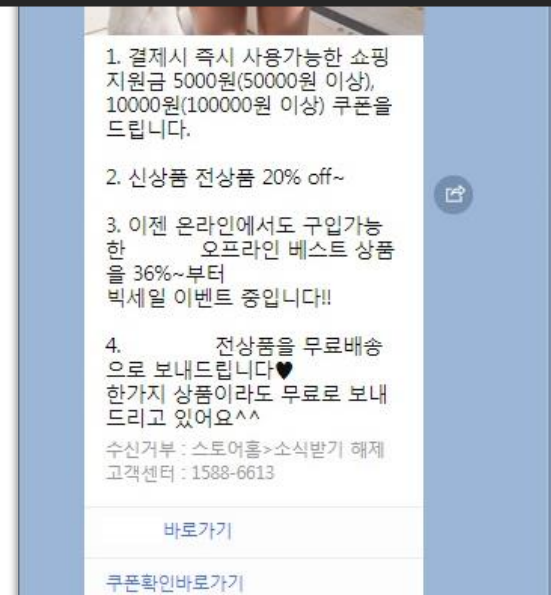 1. 결제시 즉시 사용가능한 쇼핑
지원금 5000원(50000원 이상),
10000원(100000원 이상) 쿠폰을
드립니다.
2. 신상품 전상품 20% off~
3. 이젠 온라인에서도 구입가능
한 오프라인 베스트 상품
을 36%~부터
빅세일 이벤트 중입니다!!
4. 전상품을 무료배송
으로 보내드립니다♥
한가지 상품이라도 무료로 보내
드리고 있어요^^
수신거부 : 스토어홈>소식받기 해제
고객센터 : 1588-6613
바로가기
쿠폰확인바로가기